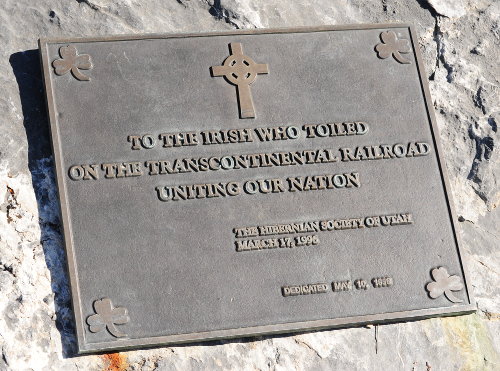 TO THE IRISH WHO TOILED
ON THE TRANSCONTINENTAL RAILROAD
UNITING OUR NATION
THE HIBERNIAN SOCIETY OF UTAH
MARCH 17, 1996
DEDICATED MAY 10, 1996